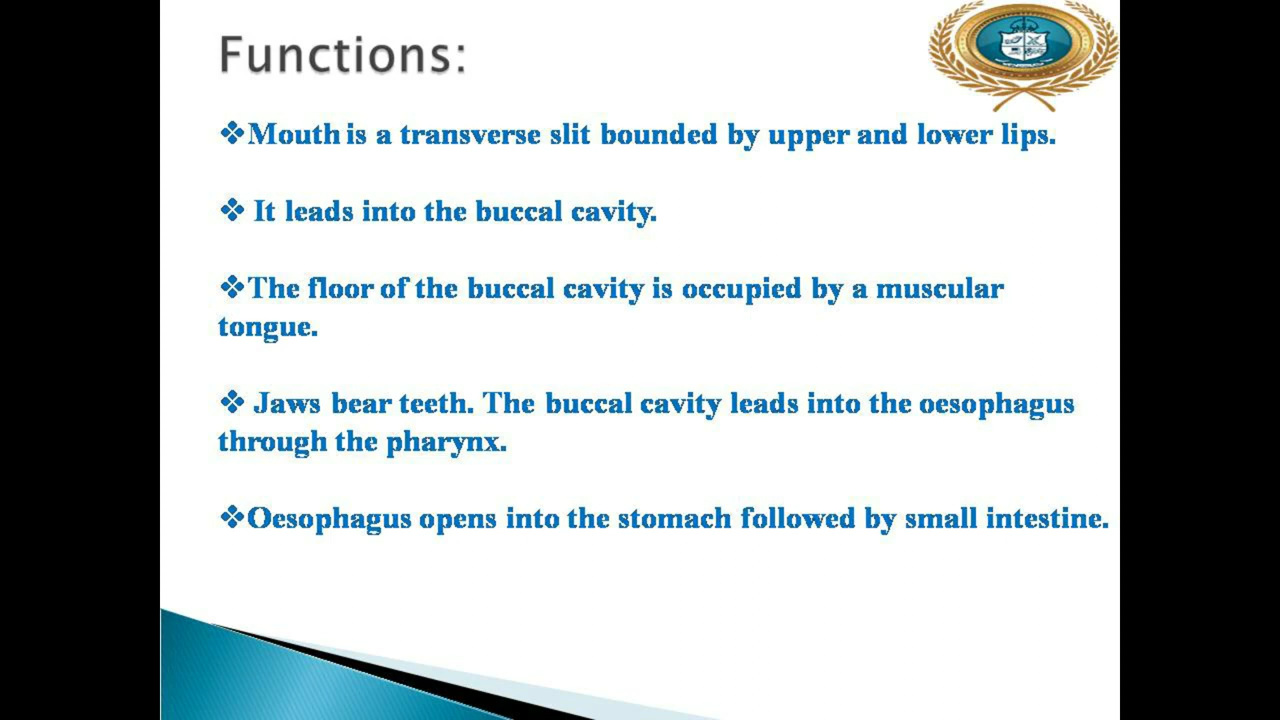 Functions:
❖Mouth is a transverse slit bounded by upper and lower lips.
❖ It leads into the buccal cavity.
❖The floor of the buccal cavity is occupied by a muscular
tongue.
❖ Jaws bear teeth. The buccal cavity leads into the oesophagus
through the pharynx.
❖Oesophagus opens into the stomach followed by small intestine.